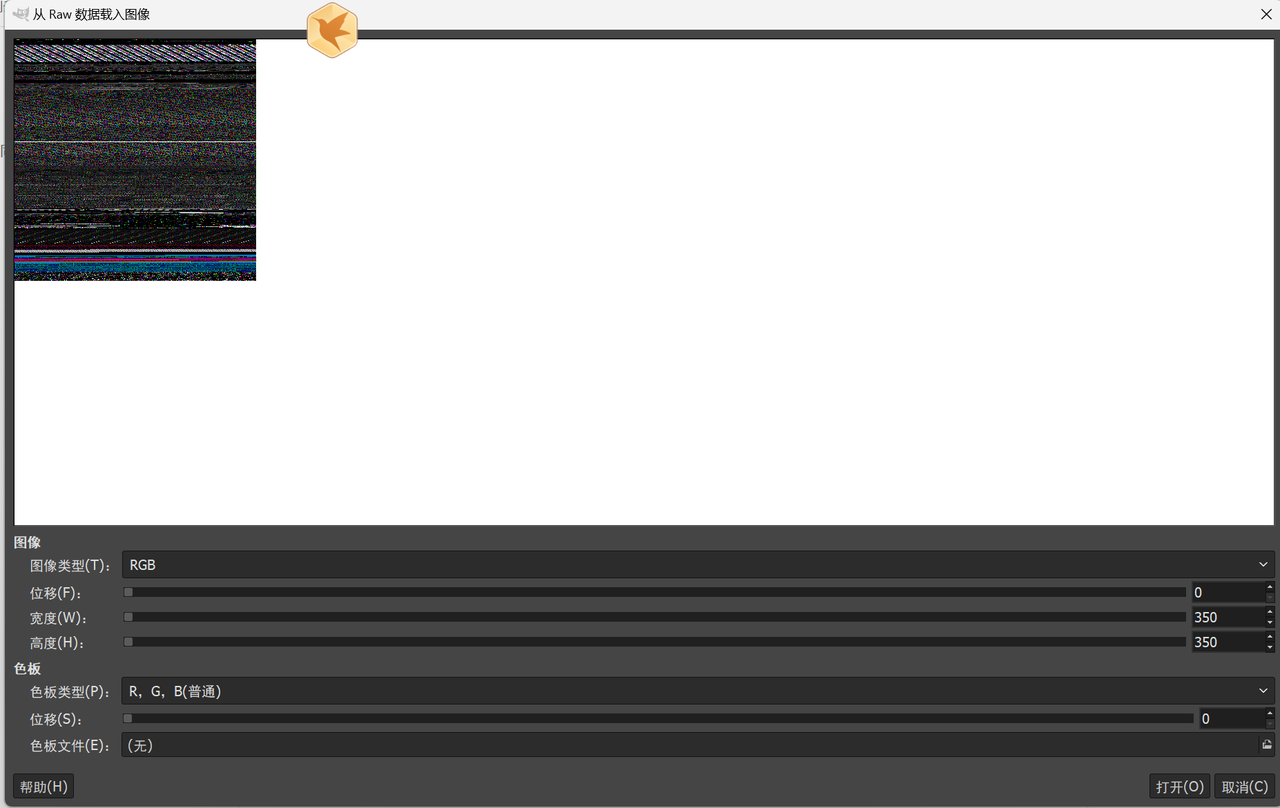 从 Raw 数据载入图像
图像
图像类型(T)： RGB
位移(F)： 0
宽度(W)： 350
高度(H)： 350
色板
色板类型(P)： R，G，B(普通)
位移(S)： 0
色板文件(E)： (无)
帮助(H) 打开(O) 取消(C)